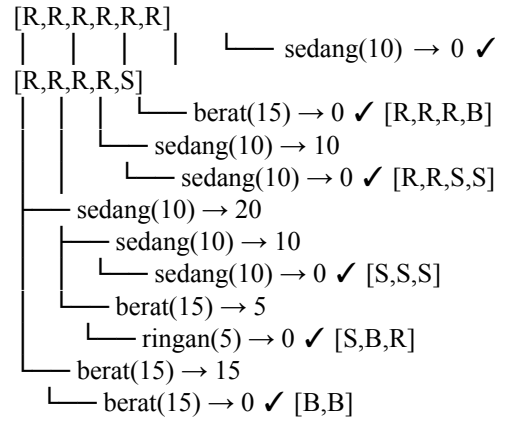 [R,R,R,R,R,R]
sedang(10) → 0 ✓
[R,R,R,R,S]
berat(15) → 0 ✓ [R,R,R,B]
sedang(10) → 10
sedang(10) → 0 ✓ [R,R,S,S]
sedang(10) → 20
sedang(10) → 10
sedang(10) → 0 ✓ [S,S,S]
berat(15) → 5
ringan(5) → 0 ✓ [S,B,R]
berat(15) → 15
berat(15) → 0 ✓ [B,B]